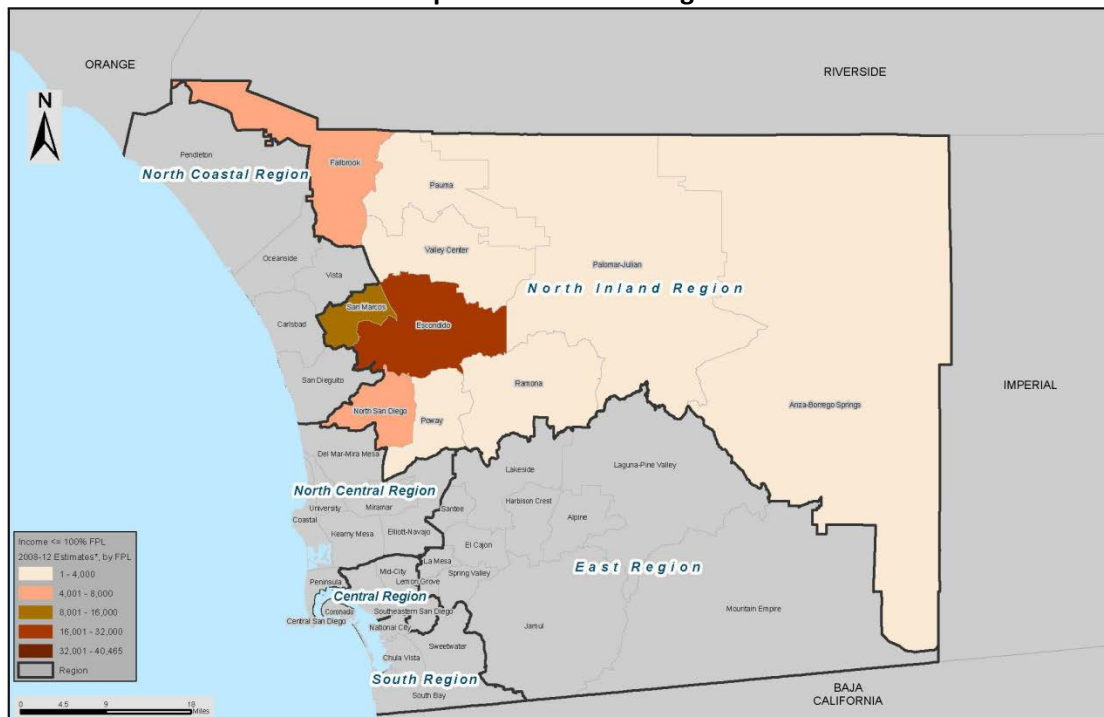 ORANGE
RIVERSIDE
N
Pendleton
Fallbrook
North Coastal Region
Pauma
Valley Center
Oceanside
Vista
Palomar-Julian
North Inland Region
San Marcos
Carlsbad
Escondido
San Dieguito
Ramona
IMPERIAL
North San Diego
Poway
Anza-Borrego Springs
Del Mar-Mira Mesa
Lakeside
Laguna-Pine Valley
North Central Region
University
Miramar
Santee
Harbison Crest
Coastal
Alpine
Kearny Mesa
Elliott-Navajo
El Cajon
La Mesa
East Region
Mid-City
Spring Valley
Peninsula
Lemon Grove
Central Region
Coronado
Southeastern San Diego
Central San Diego
National City
Mountain Empire
Jamul
Sweetwater
Chula Vista
South Region
South Bay
BAJA
CALIFORNIA
Income <= 100% FPL
2008-12 Estimates*, by FPL
1 - 4,000
4,001 - 8,000
8,001 - 16,000
16,001 - 32,000
32,001 - 40,465
Region
0 4.5 9 18
Miles